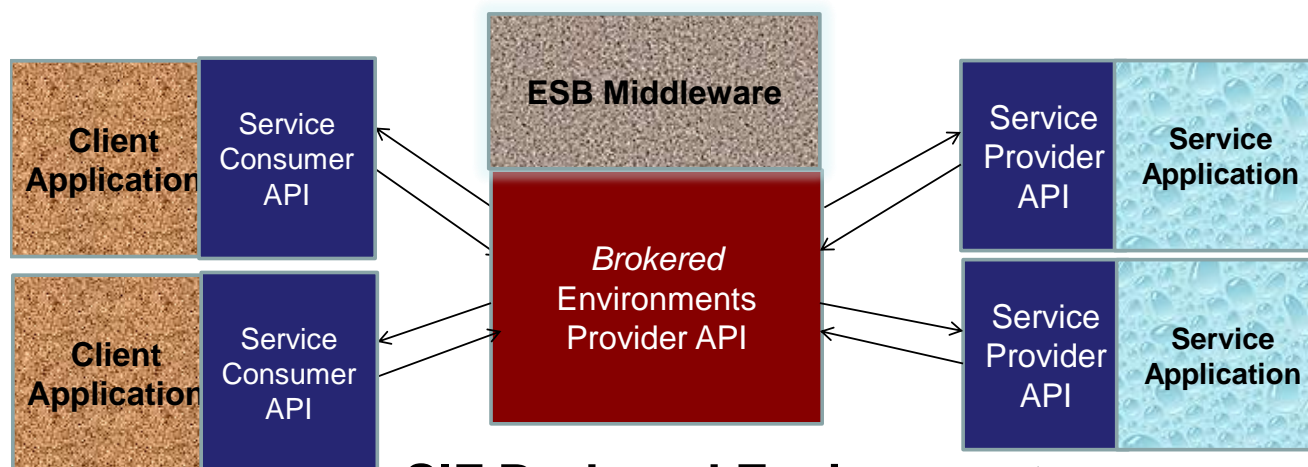 ESB Middleware
Client
Application
Service
Consumer
API
Service
Provider
API
Service
Application
Brokered
Environments
Provider API
Client
Application
Service
Consumer
API
Service
Provider
API
Service
Application